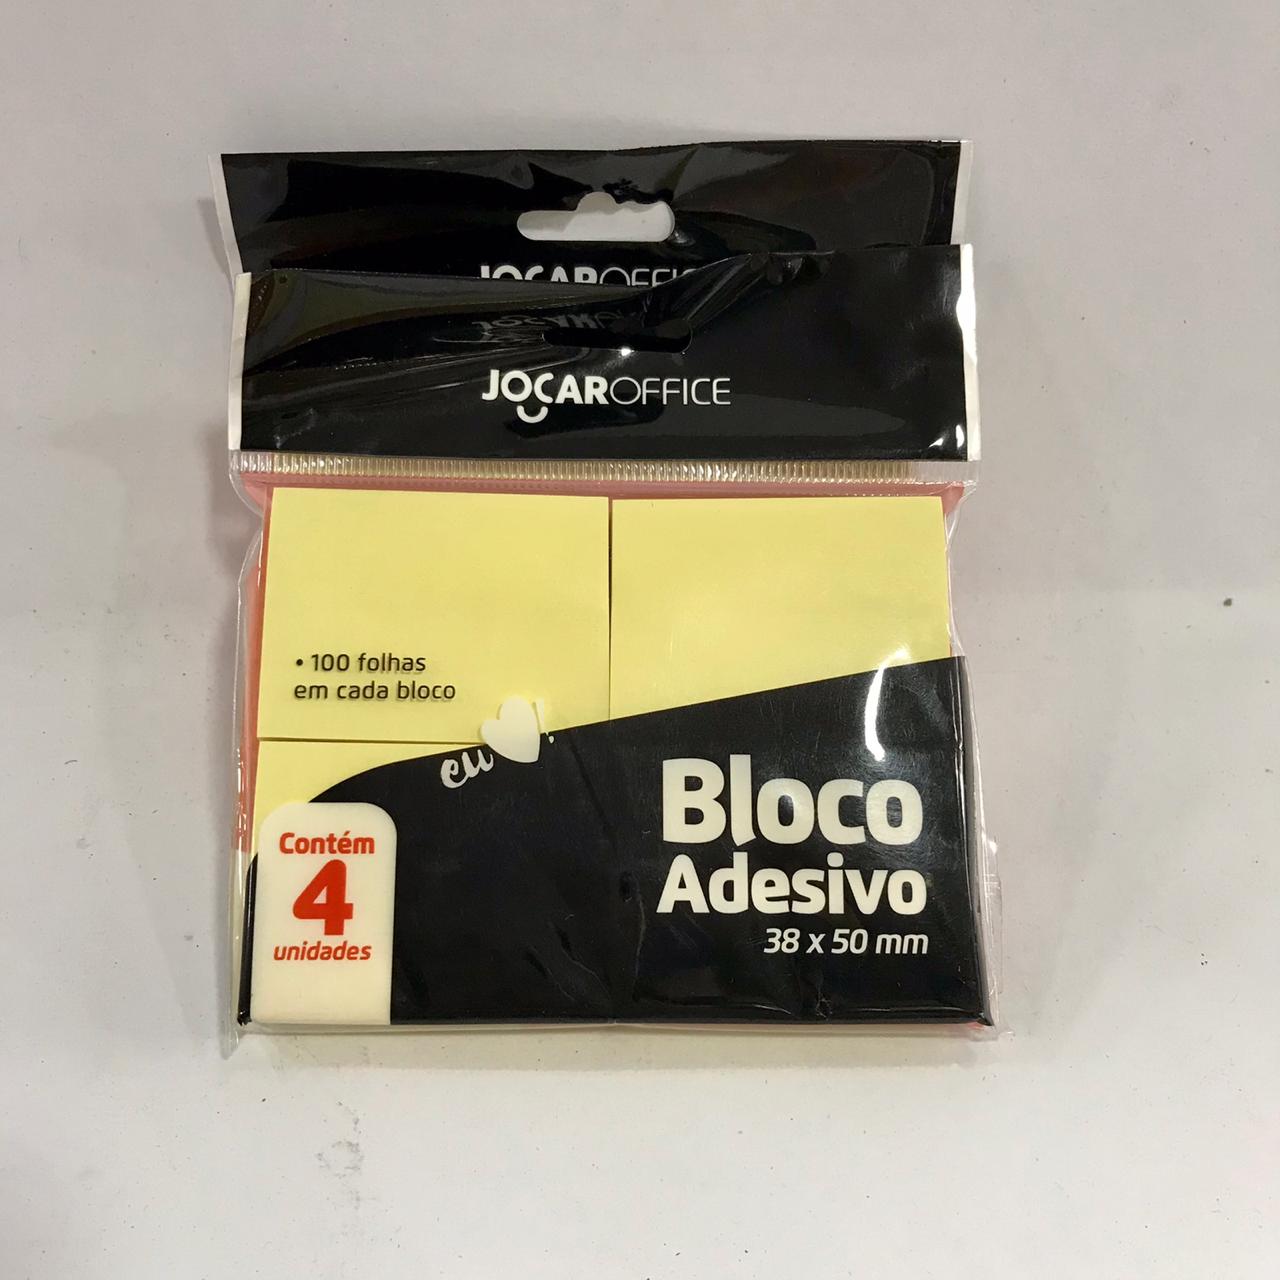 JOCAROFFICE
JOCAROFFICE
• 100 folhas
em cada bloco
eu !
Contém
4
unidades
Bloco
Adesivo
38 x 50 mm